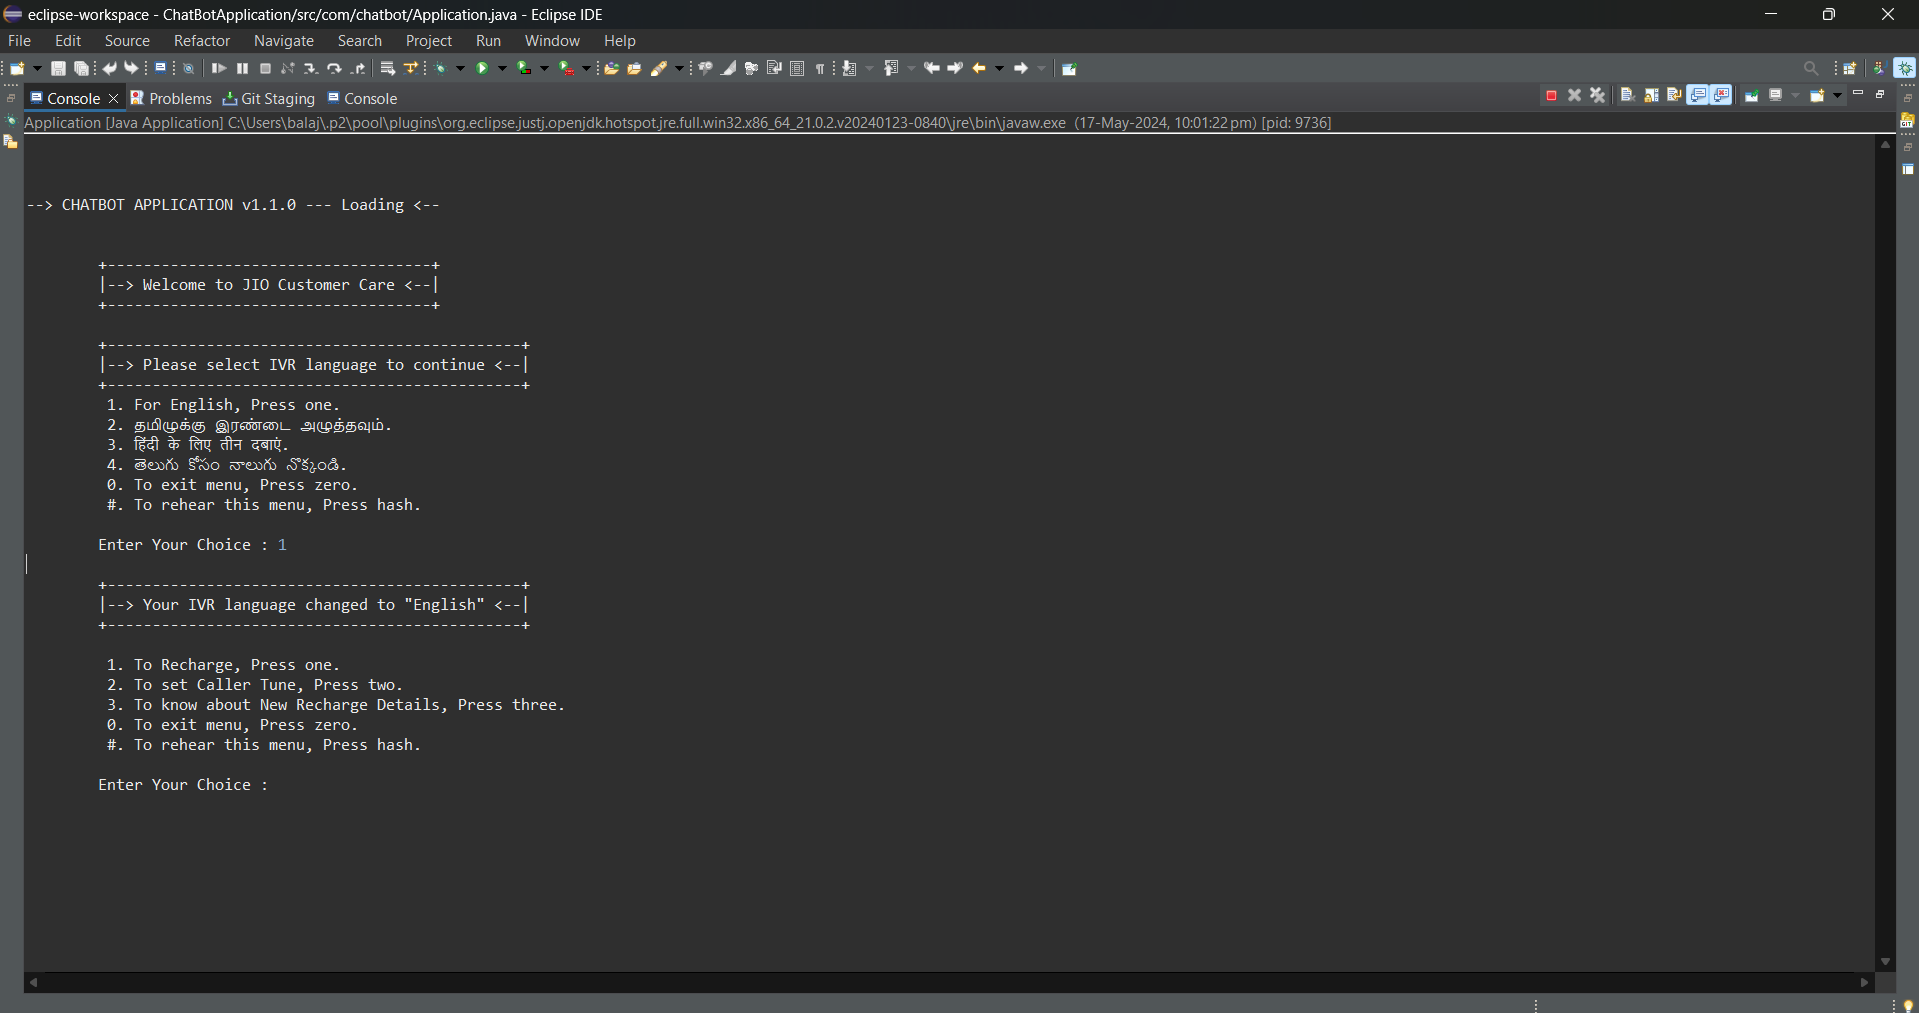 eclipse-workspace - ChatBotApplication/src/com/chatbot/Application.java - Eclipse IDE
File Edit Source Refactor Navigate Search Project Run Window Help
Console Problems Git Staging Console
Application [Java Application] C:\Users\balaj\.p2\pool\plugins\org.eclipse.justj.openjdk.hotspot.jre.full.win32.x86_64_21.0.2.v20240123-0840\jre\bin\javaw.exe (17-May-2024, 10:01:22 pm) [pid: 9736]
--> CHATBOT APPLICATION v1.1.0 --- Loading <--
+------------------------------------+
|--> Welcome to JIO Customer Care <--|
+------------------------------------+
+----------------------------------------------+
|--> Please select IVR language to continue <--|
+----------------------------------------------+
1. For English, Press one.
2. தமிழுக்கு இரண்டை அழுத்தவும்.
3. हिंदी के लिए तीन दबाएं.
4. తెలుగు కోసం నాలుగు నొక్కండి.
0. To exit menu, Press zero.
#. To rehear this menu, Press hash.
Enter Your Choice : 1
+----------------------------------------------+
|--> Your IVR language changed to "English" <--|
+----------------------------------------------+
1. To Recharge, Press one.
2. To set Caller Tune, Press two.
3. To know about New Recharge Details, Press three.
0. To exit menu, Press zero.
#. To rehear this menu, Press hash.
Enter Your Choice :